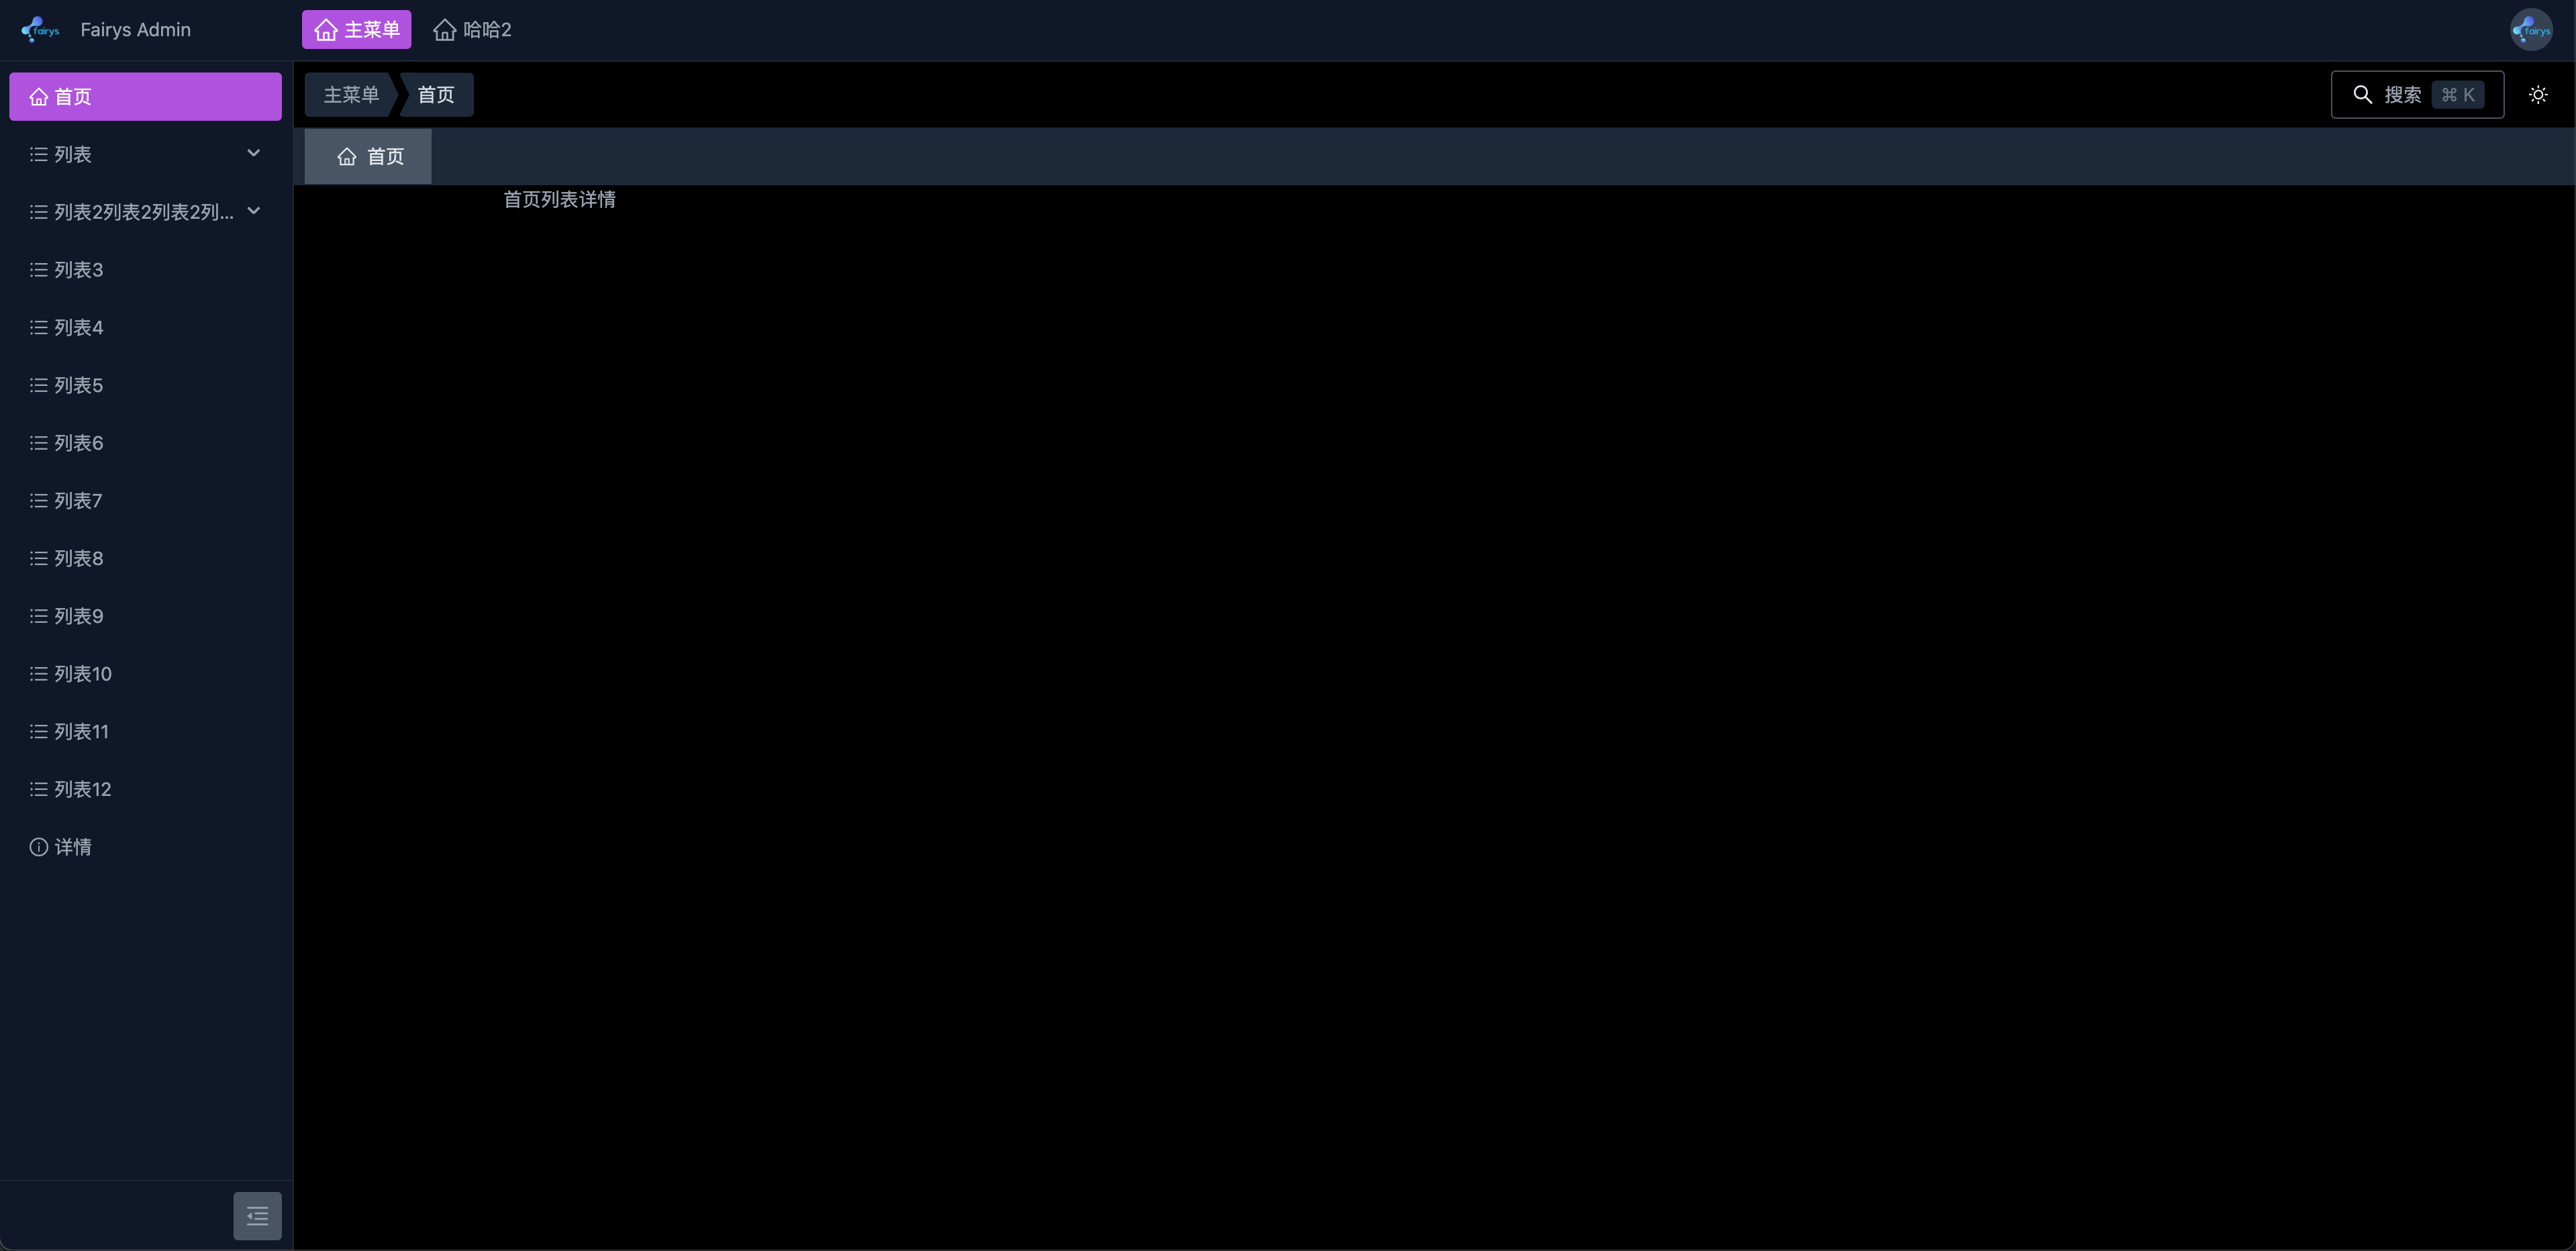 fairys Fairys Admin 主菜单 哈哈2 fairys
首页
列表
列表2列表2列表2列...
列表3
列表4
列表5
列表6
列表7
列表8
列表9
列表10
列表11
列表12
详情
主菜单 首页 搜索 ⌘ K
首页
首页列表详情